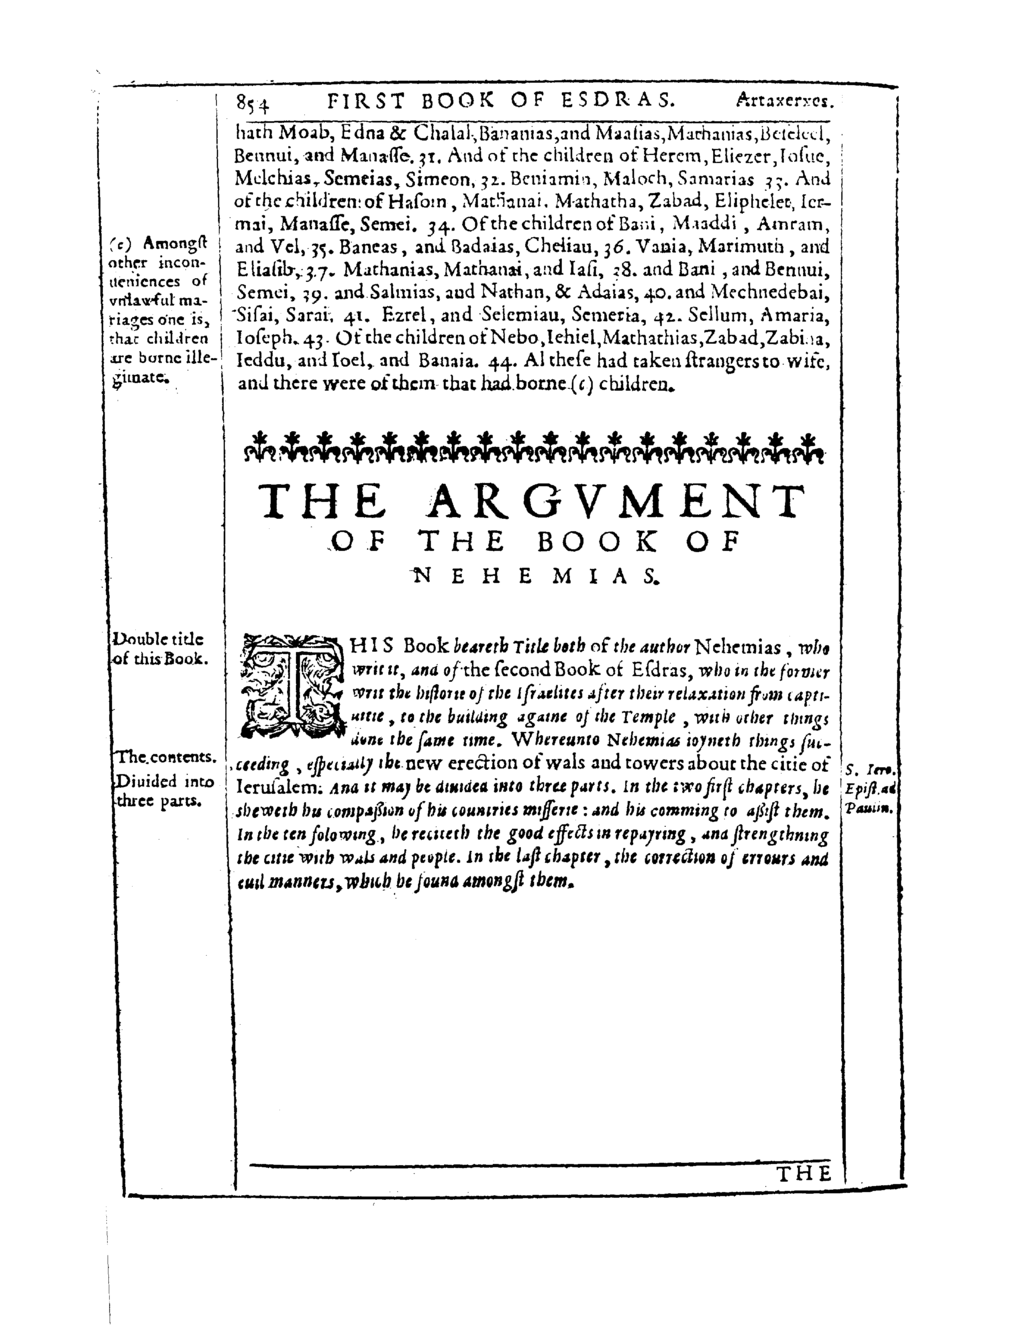 854 FIRST BOOK OF ESDRAS. Artaxerxes.
hath Moab, Edna & Chalal, Bananias, and Maasias, Mathanias, Beseleel,
Bennui, and Manaſſe. 31. And of the children of Herem, Eliezer, Ioſue,
Melchias, Semeias, Simeon, 32. Beniamin, Maloch, Samarias 33. And
of the children: of Haſom, Mathanai, Mathatha, Zabad, Eliphelet, Ier-
mai, Manaſſe, Semei. 34. Of the children of Bani, Maaddi, Amram,
and Vel, 35. Baneas, and Badaias, Cheliau, 36. Vania, Marimuth, and
Eliaſib, 37. Mathanias, Mathanai, and Iaſi, 38. and Bani, and Bennui,
Semei, 39. and Salmias, and Nathan, & Adaias, 40. and Mechnedebai,
Siſai, Sarai, 41. Ezrel, and Selemiau, Semeria, 42. Sellum, Amaria,
Ioſeph. 43. Of the children of Nebo, Iehiel, Mathathias, Zabad, Zabina,
Ieddu, and Ioel, and Banaia. 44. Al theſe had taken ſtrangers to wife,
and there were of them that had borne (c) children.
(c) Amongſt
other incon-
ueniences of
vnlawful ma-
riages one is,
that children
are borne ille-
gitimate.
THE ARGVMENT
OF THE BOOK OF
NEHEMIAS.
Double title
of this Book.
THIS Book beareth Title both of the author Nehemias, who
writ it, and of the ſecond Book of Eſdras, who in the former
writ the hiſtorie of the Iſraelites after their relaxation from capti-
uitie, to the building againe of the Temple, with other things
done the ſame time. Whereunto Nehemias ioyneth things ſuc-
ceeding, eſpecially the new erection of wals and towers about the citie of
Ieruſalem: And it may be diuided into three parts. In the two firſt chapters, he
sheweth his compaſſion of his countries miſſerie: and his comming to aſſiſt them.
In the ten folowing, he reciteth the good effects in repayring, and ſtrengthning
the citie with wals and people. In the laſt chapter, the correction of errours and
euil manners, which he found amongſt them.
The contents.
Diuided into
three parts.
S. Iero.
Epiſt. ad
Paulin.
THE